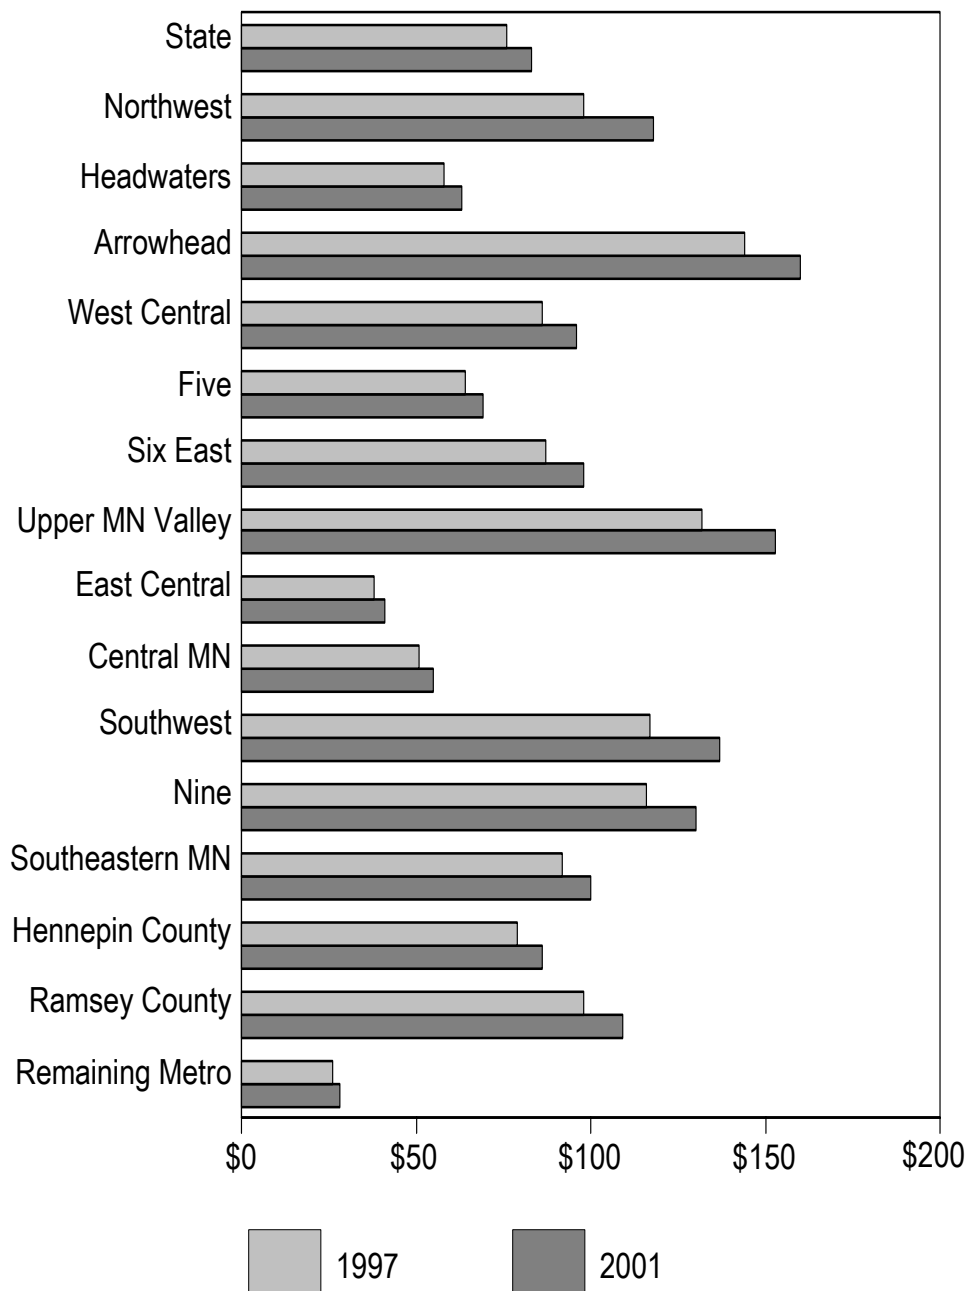 State
Northwest
Headwaters
Arrowhead
West Central
Five
Six East
Upper MN Valley
East Central
Central MN
Southwest
Nine
Southeastern MN
Hennepin County
Ramsey County
Remaining Metro
$0 $50 $100 $150 $200
1997 2001